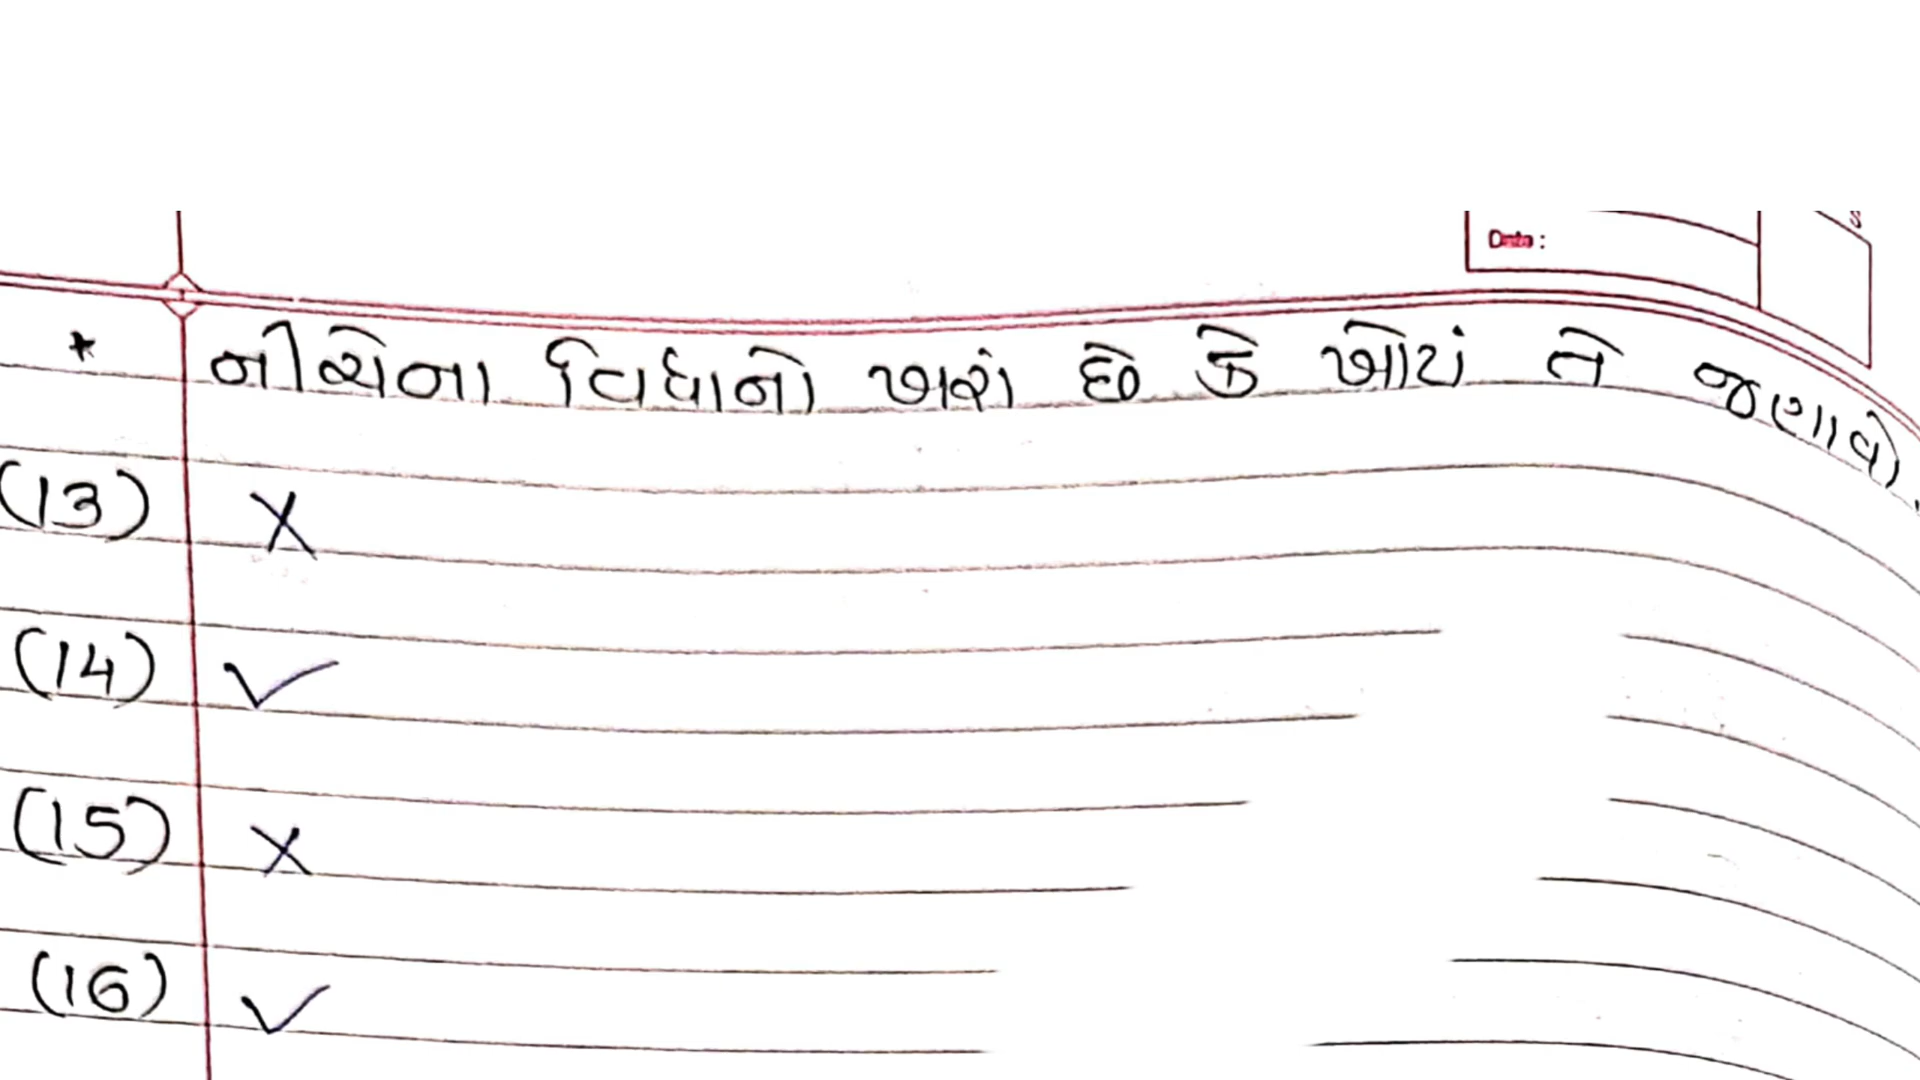 Date :
* નીચેના વિધાનો ખરાં છે કે ખોટાં તે જણાવો.
(13) X
(14) ✓
(15) X
(16) ✓